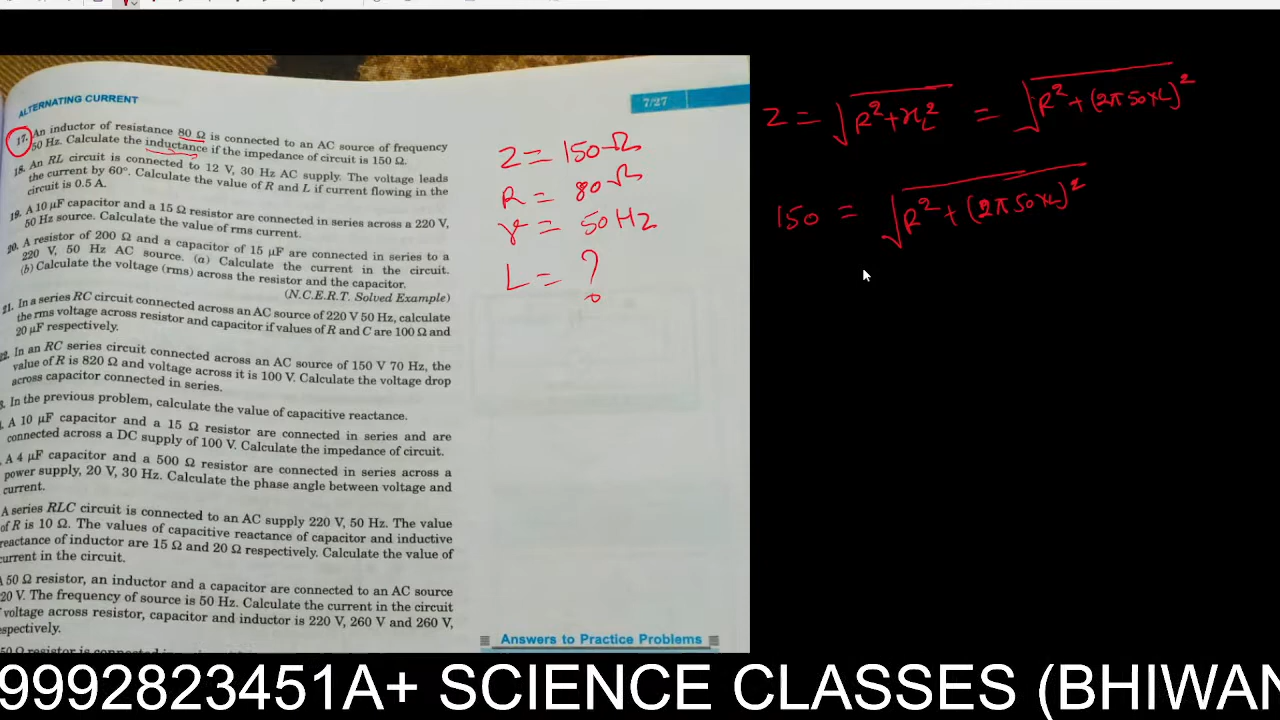 ALTERNATING CURRENT
7/27
17. An inductor of resistance 80 Ω is connected to an AC source of frequency
50 Hz. Calculate the inductance if the impedance of circuit is 150 Ω.
18. An RL circuit is connected to 12 V, 30 Hz AC supply. The voltage leads
the current by 60°. Calculate the value of R and L if current flowing in the
circuit is 0.5 A.
19. A 10 μF capacitor and a 15 Ω resistor are connected in series across a 220 V,
50 Hz source. Calculate the value of rms current.
20. A resistor of 200 Ω and a capacitor of 15 μF are connected in series to a
220 V, 50 Hz AC source. (a) Calculate the current in the circuit.
(b) Calculate the voltage (rms) across the resistor and the capacitor.
(N.C.E.R.T. Solved Example)
21. In a series RC circuit connected across an AC source of 220 V 50 Hz, calculate
the rms voltage across resistor and capacitor if values of R and C are 100 Ω and
20 μF respectively.
22. In an RC series circuit connected across an AC source of 150 V 70 Hz, the
value of R is 820 Ω and voltage across it is 100 V. Calculate the voltage drop
across capacitor connected in series.
3. In the previous problem, calculate the value of capacitive reactance.
A 10 μF capacitor and a 15 Ω resistor are connected in series and are
connected across a DC supply of 100 V. Calculate the impedance of circuit.
A 4 μF capacitor and a 500 Ω resistor are connected in series across a
power supply, 20 V, 30 Hz. Calculate the phase angle between voltage and
current.
A series RLC circuit is connected to an AC supply 220 V, 50 Hz. The value
of R is 10 Ω. The values of capacitive reactance of capacitor and inductive
reactance of inductor are 15 Ω and 20 Ω respectively. Calculate the value of
current in the circuit.
A 50 Ω resistor, an inductor and a capacitor are connected to an AC source
20 V. The frequency of source is 50 Hz. Calculate the current in the circuit
f voltage across resistor, capacitor and inductor is 220 V, 260 V and 260 V,
spectively.
Z = 150 Ω
R = 80 Ω
γ = 50 Hz
L = ?
Answers to Practice Problems
Z = √(R² + x_L²) = √(R² + (2π 50 × L)²)
150 = √(R² + (2π 50 × L)²)
9992823451A+ SCIENCE CLASSES (BHIWAN